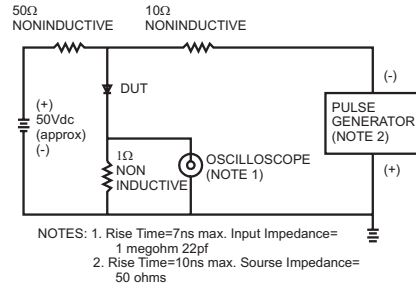 50Ω
NONINDUCTIVE
10Ω
NONINDUCTIVE
DUT
(+)
50Vdc
(approx)
(-)
1Ω
NON
INDUCTIVE
OSCILLOSCOPE
(NOTE 1)
(-)
PULSE
GENERATOR
(NOTE 2)
(+)
NOTES: 1. Rise Time=7ns max. Input Impedance=
1 megohm 22pf
2. Rise Time=10ns max. Sourse Impedance=
50 ohms